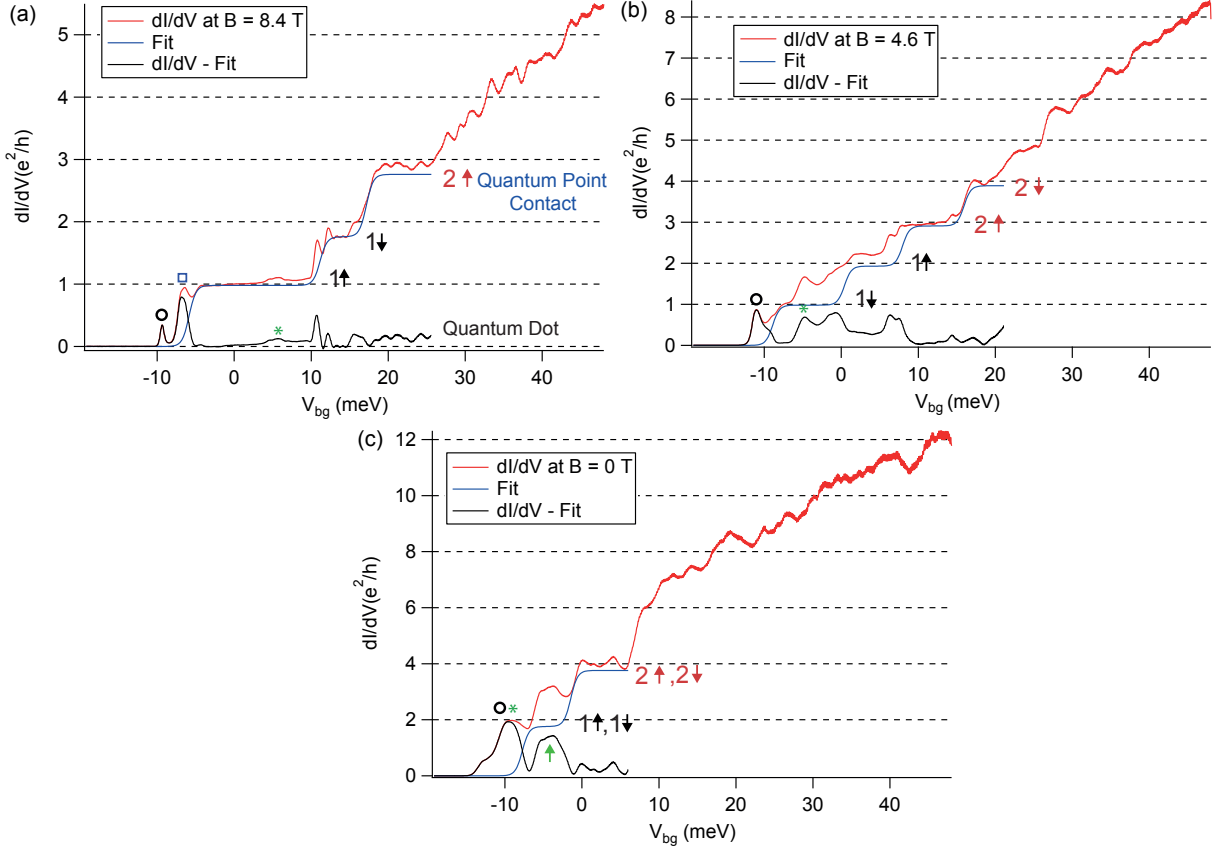 (a)
dI/dV at B = 8.4 T
Fit
dI/dV - Fit
dI/dV(e²/h)
5
4
3
2
1
0
2↑ Quantum Point
Contact
1↓
1↑
*
Quantum Dot
-10 0 10 20 30 40
V_bg (meV)
(b)
dI/dV at B = 4.6 T
Fit
dI/dV - Fit
dI/dV(e²/h)
8
7
6
5
4
3
2
1
0
2↓
2↑
1↑
1↓
*
-10 0 10 20 30 40
V_bg (meV)
(c)
dI/dV at B = 0 T
Fit
dI/dV - Fit
dI/dV(e²/h)
12
10
8
6
4
2
0
2↑,2↓
*
1↑,1↓
↑
-10 0 10 20 30 40
V_bg (meV)